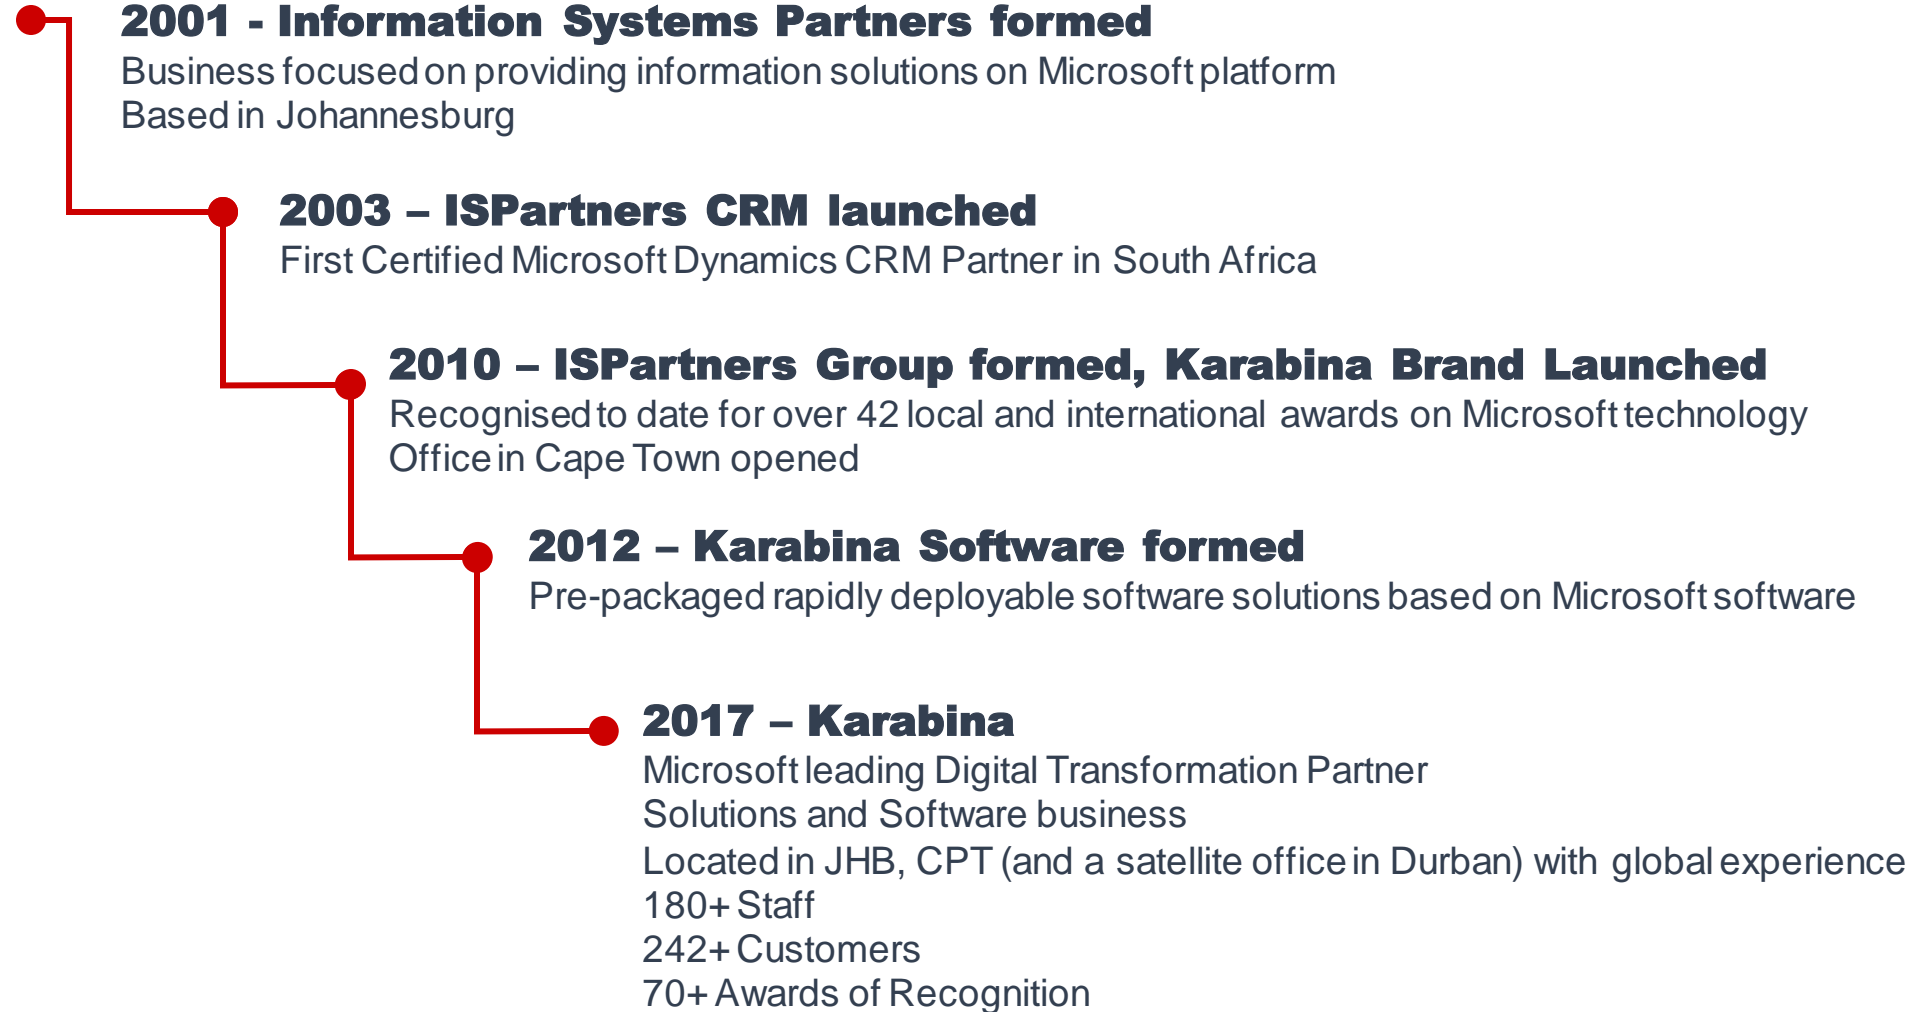 2001 - Information Systems Partners formed
Business focused on providing information solutions on Microsoft platform
Based in Johannesburg
2003 – ISPartners CRM launched
First Certified Microsoft Dynamics CRM Partner in South Africa
2010 – ISPartners Group formed, Karabina Brand Launched
Recognised to date for over 42 local and international awards on Microsoft technology
Office in Cape Town opened
2012 – Karabina Software formed
Pre-packaged rapidly deployable software solutions based on Microsoft software
2017 – Karabina
Microsoft leading Digital Transformation Partner
Solutions and Software business
Located in JHB, CPT (and a satellite office in Durban) with global experience
180+ Staff
242+ Customers
70+ Awards of Recognition